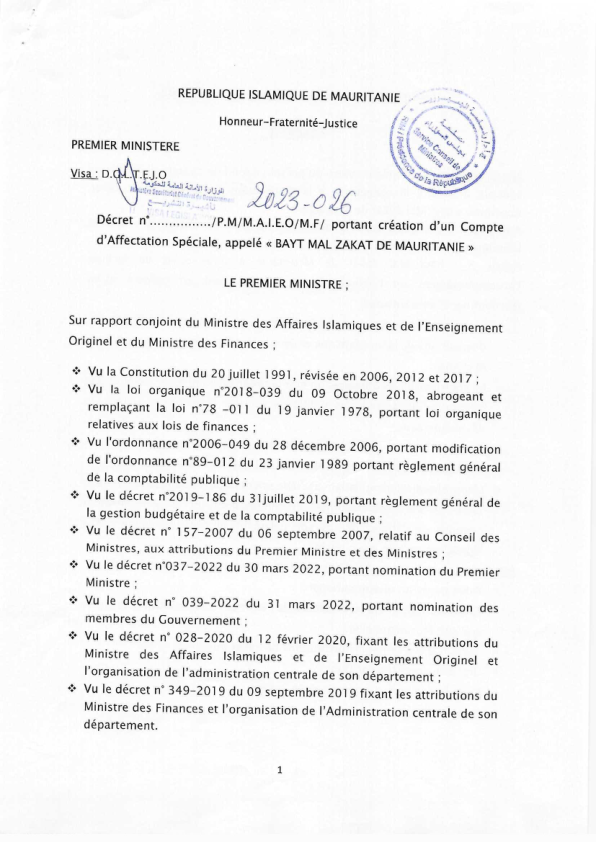 REPUBLIQUE ISLAMIQUE DE MAURITANIE
Honneur-Fraternité-Justice
PREMIER MINISTERE
Visa : D.G.L.T.E.J.O
الوزارة الأمانة العامة للحكومة
Service Conseil de
Ministres
Présidence de la République
2023-026
Décret n°................/P.M/M.A.I.E.O/M.F/ portant création d'un Compte
d'Affectation Spéciale, appelé « BAYT MAL ZAKAT DE MAURITANIE »
LE PREMIER MINISTRE ;
Sur rapport conjoint du Ministre des Affaires Islamiques et de l'Enseignement
Originel et du Ministre des Finances ;
❖ Vu la Constitution du 20 juillet 1991, révisée en 2006, 2012 et 2017 ;
❖ Vu la loi organique n°2018-039 du 09 Octobre 2018, abrogeant et
remplaçant la loi n°78 -011 du 19 janvier 1978, portant loi organique
relatives aux lois de finances ;
❖ Vu l'ordonnance n°2006-049 du 28 décembre 2006, portant modification
de l'ordonnance n°89-012 du 23 janvier 1989 portant règlement général
de la comptabilité publique ;
❖ Vu le décret n°2019-186 du 31juillet 2019, portant règlement général de
la gestion budgétaire et de la comptabilité publique ;
❖ Vu le décret n° 157-2007 du 06 septembre 2007, relatif au Conseil des
Ministres, aux attributions du Premier Ministre et des Ministres ;
❖ Vu le décret n°037-2022 du 30 mars 2022, portant nomination du Premier
Ministre ;
❖ Vu le décret n° 039-2022 du 31 mars 2022, portant nomination des
membres du Gouvernement ;
❖ Vu le décret n° 028-2020 du 12 février 2020, fixant les attributions du
Ministre des Affaires Islamiques et de l'Enseignement Originel et
l'organisation de l'administration centrale de son département ;
❖ Vu le décret n° 349-2019 du 09 septembre 2019 fixant les attributions du
Ministre des Finances et l'organisation de l'Administration centrale de son
département.
1